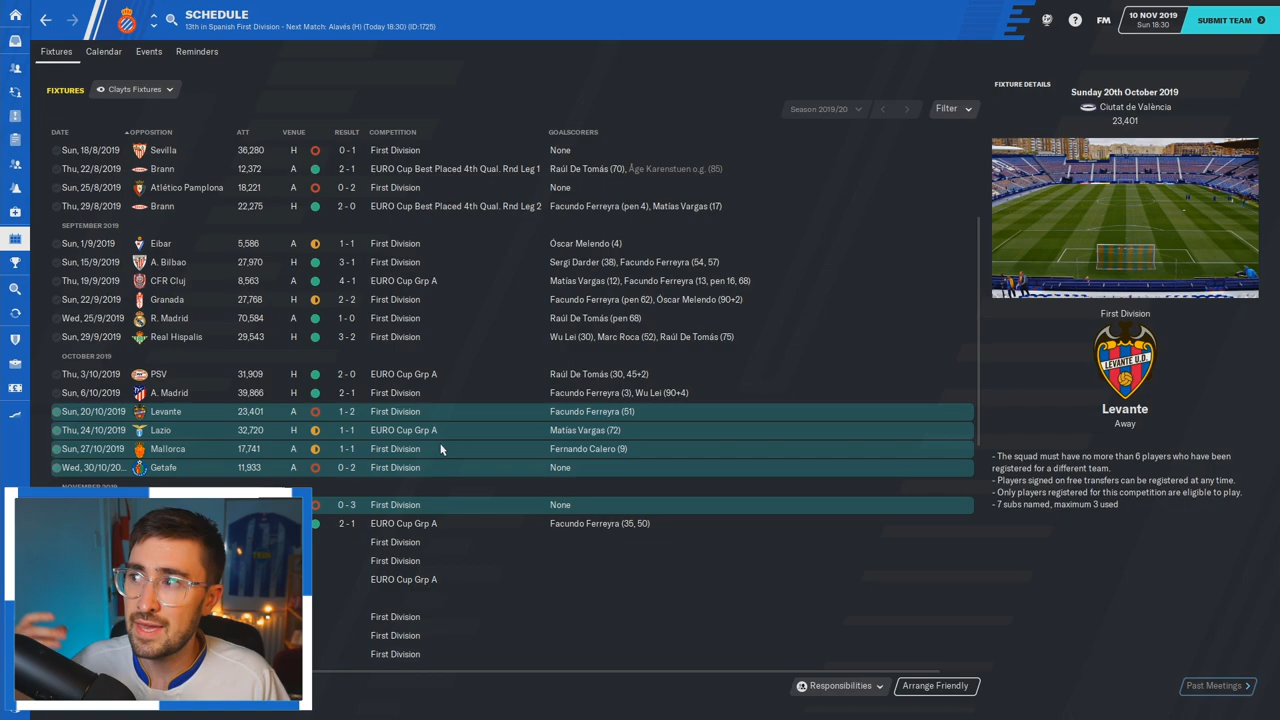 SCHEDULE
13th in Spanish First Division - Next Match: Alavés (H) (Today 18:30) (ID:1725)
FM
10 NOV 2019
Sun 18:30
SUBMIT TEAM
Fixtures Calendar Events Reminders
FIXTURES Clayts Fixtures
Season 2019/20 Filter
DATE OPPOSITION ATT VENUE RESULT COMPETITION GOALSCORERS
Sun, 18/8/2019 Sevilla 36,280 H 0 - 1 First Division None
Thu, 22/8/2019 Brann 12,372 A 2 - 1 EURO Cup Best Placed 4th Qual. Rnd Leg 1 Raúl De Tomás (70), Åge Karenstuen o.g. (85)
Sun, 25/8/2019 Atlético Pamplona 18,221 A 0 - 2 First Division None
Thu, 29/8/2019 Brann 22,275 H 2 - 0 EURO Cup Best Placed 4th Qual. Rnd Leg 2 Facundo Ferreyra (pen 4), Matías Vargas (17)
SEPTEMBER 2019
Sun, 1/9/2019 Eibar 5,586 A 1 - 1 First Division Óscar Melendo (4)
Sun, 15/9/2019 A. Bilbao 27,970 H 3 - 1 First Division Sergi Darder (38), Facundo Ferreyra (54, 57)
Thu, 19/9/2019 CFR Cluj 8,563 A 4 - 1 EURO Cup Grp A Matías Vargas (12), Facundo Ferreyra (13, pen 16, 68)
Sun, 22/9/2019 Granada 27,768 H 2 - 2 First Division Facundo Ferreyra (pen 62), Óscar Melendo (90+2)
Wed, 25/9/2019 R. Madrid 70,584 A 1 - 0 First Division Raúl De Tomás (pen 68)
Sun, 29/9/2019 Real Hispalis 29,543 H 3 - 2 First Division Wu Lei (30), Marc Roca (52), Raúl De Tomás (75)
OCTOBER 2019
Thu, 3/10/2019 PSV 31,909 H 2 - 0 EURO Cup Grp A Raúl De Tomás (30, 45+2)
Sun, 6/10/2019 A. Madrid 39,866 H 2 - 1 First Division Facundo Ferreyra (3), Wu Lei (90+4)
Sun, 20/10/2019 Levante 23,401 A 1 - 2 First Division Facundo Ferreyra (51)
Thu, 24/10/2019 Lazio 32,720 H 1 - 1 EURO Cup Grp A Matías Vargas (72)
Sun, 27/10/2019 Mallorca 17,741 A 1 - 1 First Division Fernando Calero (9)
Wed, 30/10/20... Getafe 11,933 A 0 - 2 First Division None
NOVEMBER 2019
0 - 3 First Division None
2 - 1 EURO Cup Grp A Facundo Ferreyra (35, 50)
First Division
First Division
EURO Cup Grp A
First Division
First Division
First Division
Responsibilities Arrange Friendly
FIXTURE DETAILS
Sunday 20th October 2019
Ciutat de València
23,401
First Division
LEVANTE U.D.
Levante
Away
- The squad must have no more than 6 players who have been
registered for a different team.
- Players signed on free transfers can be registered at any time.
- Only players registered for this competition are eligible to play.
- 7 subs named, maximum 3 used
Past Meetings